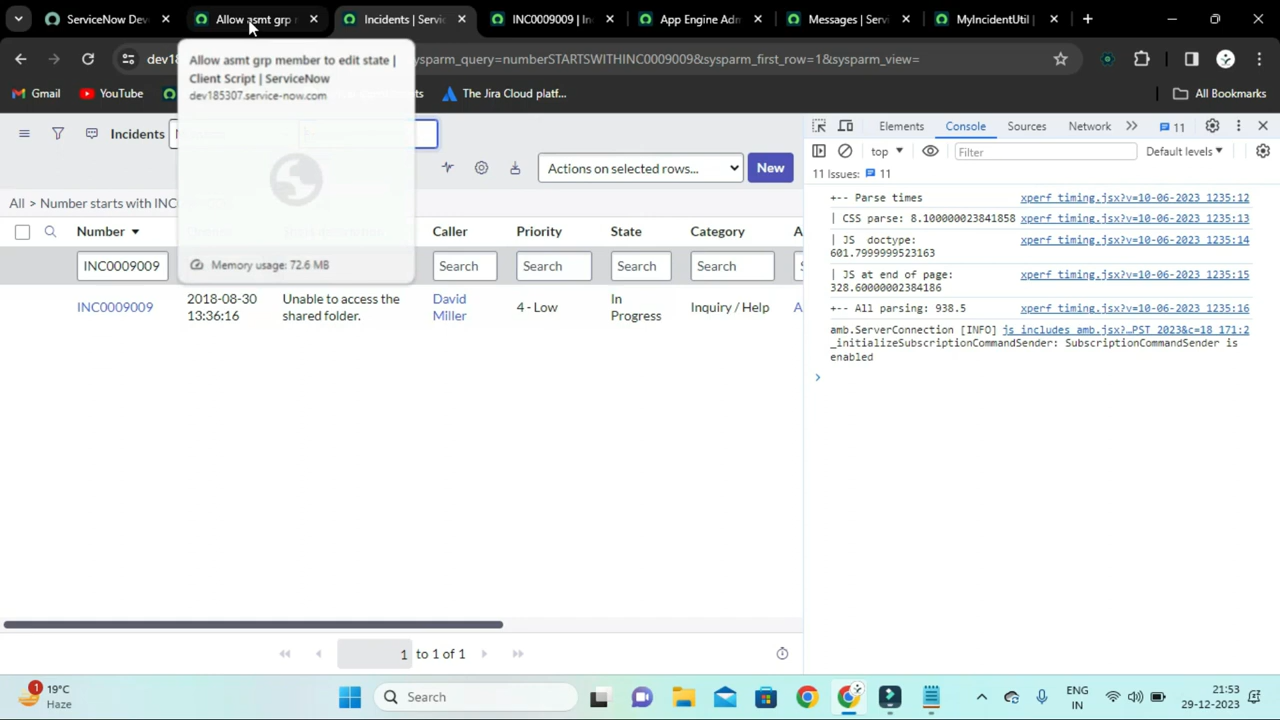 ServiceNow Dev
Allow asmt grp
Incidents | Servi
INC0009009 | In
App Engine Adm
Messages | Servi
MyIncidentUtil |
dev18
sysparm_query=numberSTARTSWITHINC0009009&sysparm_first_row=1&sysparm_view=
Gmail
YouTube
The Jira Cloud platf...
All Bookmarks
Allow asmt grp member to edit state |
Client Script | ServiceNow
dev185307.service-now.com
Memory usage: 72.6 MB
Incidents
Actions on selected rows...
New
All > Number starts with INC
Number
Caller
Priority
State
Category
A
INC0009009
Search
Search
Search
Search
INC0009009
2018-08-30
13:36:16
Unable to access the
shared folder.
David
Miller
4 - Low
In
Progress
Inquiry / Help
A
1 to 1 of 1
Elements
Console
Sources
Network
11
top
Filter
Default levels
11 Issues: 11
+-- Parse times
xperf_timing.jsx?v=10-06-2023_1235:12
| CSS parse: 8.100000023841858
xperf_timing.jsx?v=10-06-2023_1235:13
| JS doctype:
601.7999999523163
xperf_timing.jsx?v=10-06-2023_1235:14
| JS at end of page:
328.60000002384186
xperf_timing.jsx?v=10-06-2023_1235:15
+-- All parsing: 938.5
xperf_timing.jsx?v=10-06-2023_1235:16
amb.ServerConnection [INFO] js_includes_amb.jsx?…PST_2023&c=18_171:2
_initializeSubscriptionCommandSender: SubscriptionCommandSender is
enabled
1
19°C
Haze
Search
ENG
IN
21:53
29-12-2023